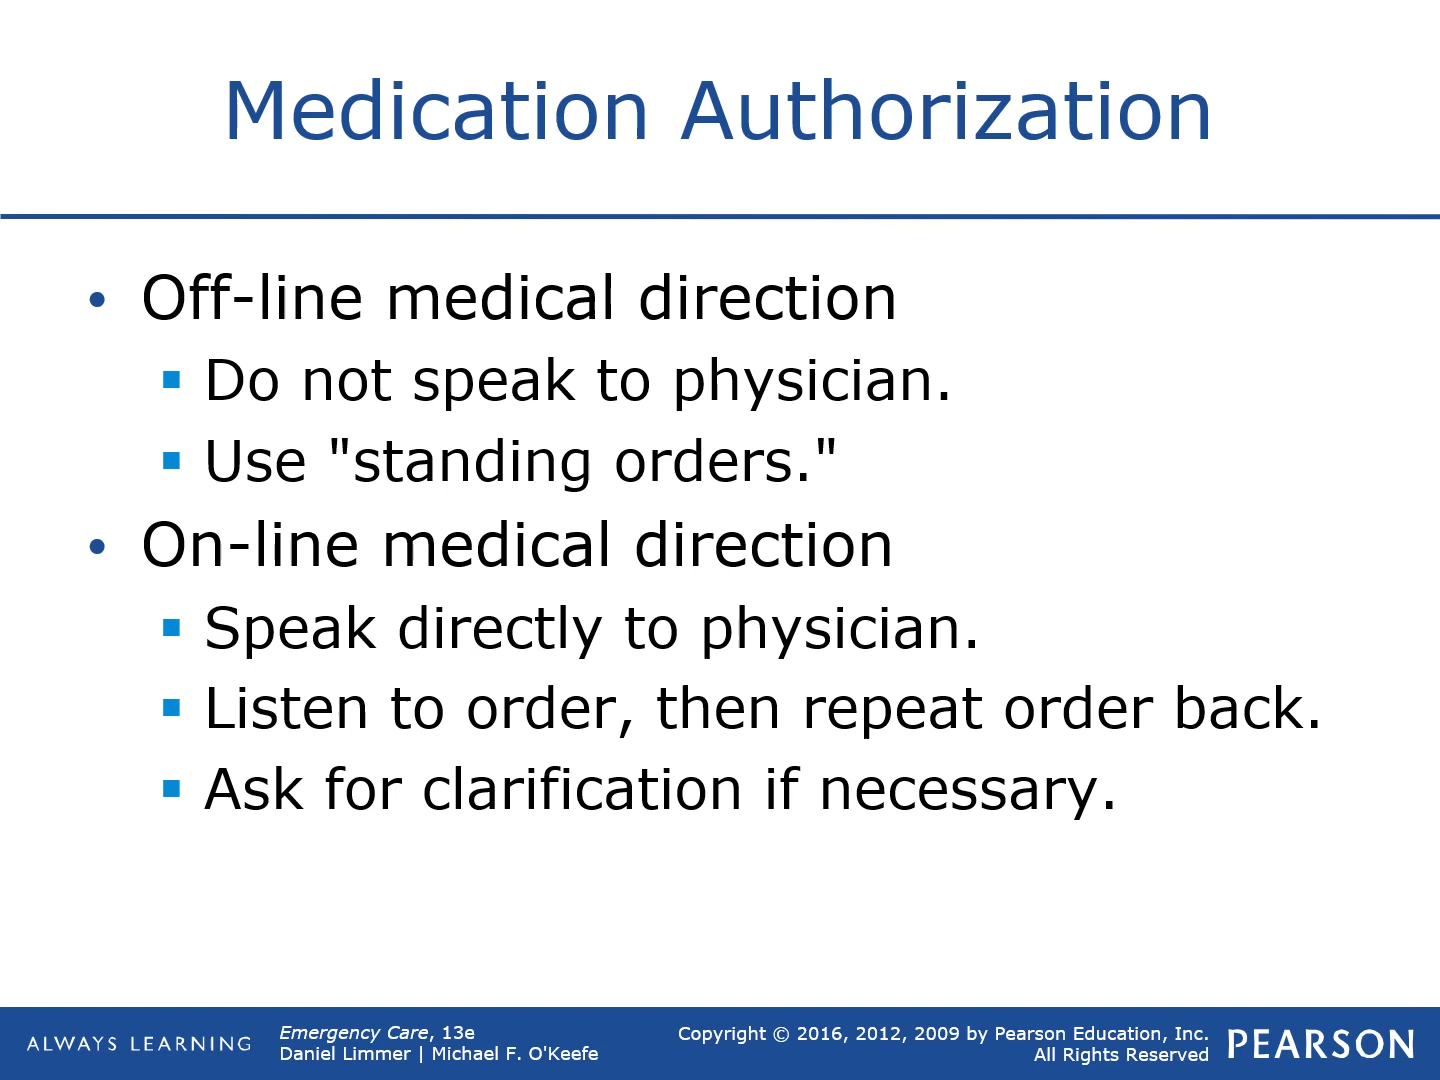 Medication Authorization
• Off-line medical direction
▪ Do not speak to physician.
▪ Use "standing orders."
• On-line medical direction
▪ Speak directly to physician.
▪ Listen to order, then repeat order back.
▪ Ask for clarification if necessary.
ALWAYS LEARNING
Emergency Care, 13e
Daniel Limmer | Michael F. O'Keefe
Copyright © 2016, 2012, 2009 by Pearson Education, Inc.
All Rights Reserved
PEARSON